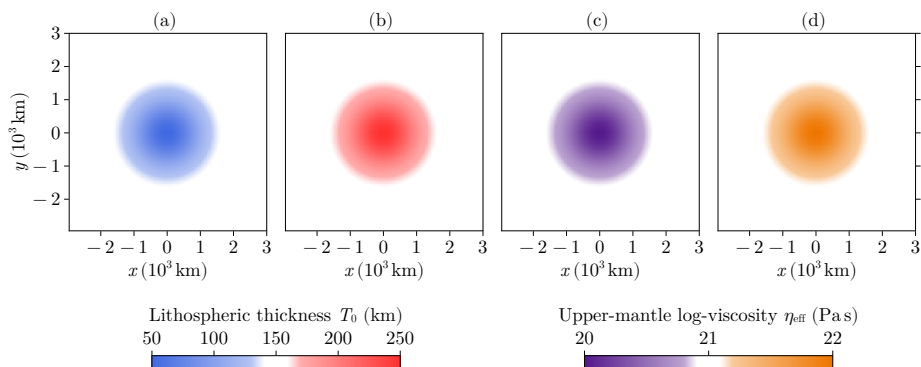 (a) (b) (c) (d)
3
2
1
0
−1
−2
y (10³ km)
−2 −1 0 1 2 3 −2 −1 0 1 2 3 −2 −1 0 1 2 3 −2 −1 0 1 2 3
x (10³ km) x (10³ km) x (10³ km) x (10³ km)
Lithospheric thickness T₀ (km) Upper-mantle log-viscosity η_eff (Pa s)
50 100 150 200 250 20 21 22